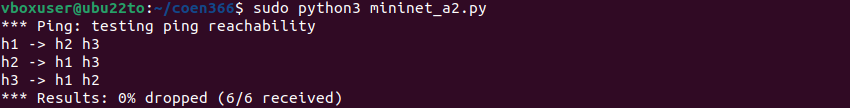 vboxuser@ubu22to:~/coen366$ sudo python3 mininet_a2.py
*** Ping: testing ping reachability
h1 -> h2 h3
h2 -> h1 h3
h3 -> h1 h2
*** Results: 0% dropped (6/6 received)